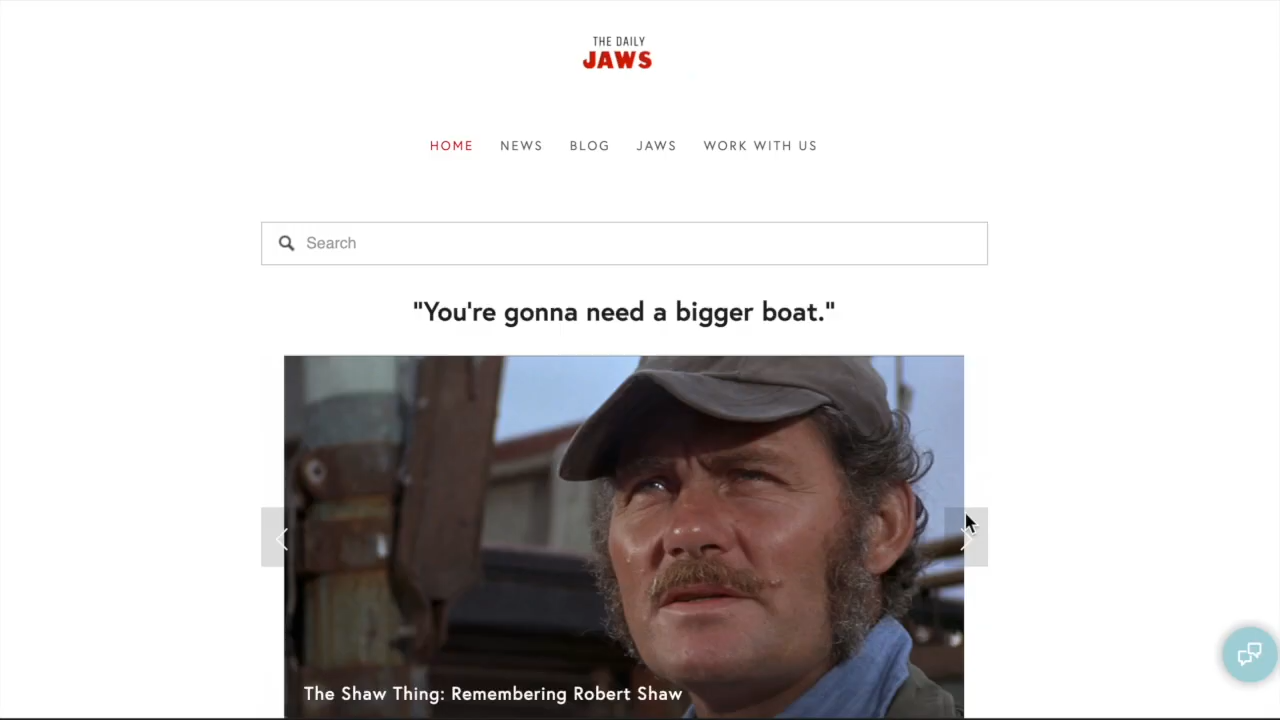 THE DAILY
JAWS
HOME NEWS BLOG JAWS WORK WITH US
Search
"You're gonna need a bigger boat."
The Shaw Thing: Remembering Robert Shaw